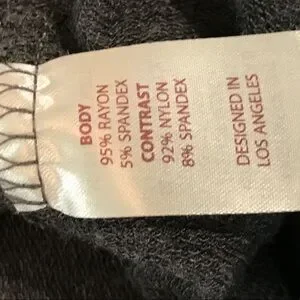 BODY
95% RAYON
5% SPANDEX
CONTRAST
92% NYLON
8% SPANDEX
DESIGNED IN
LOS ANGELES